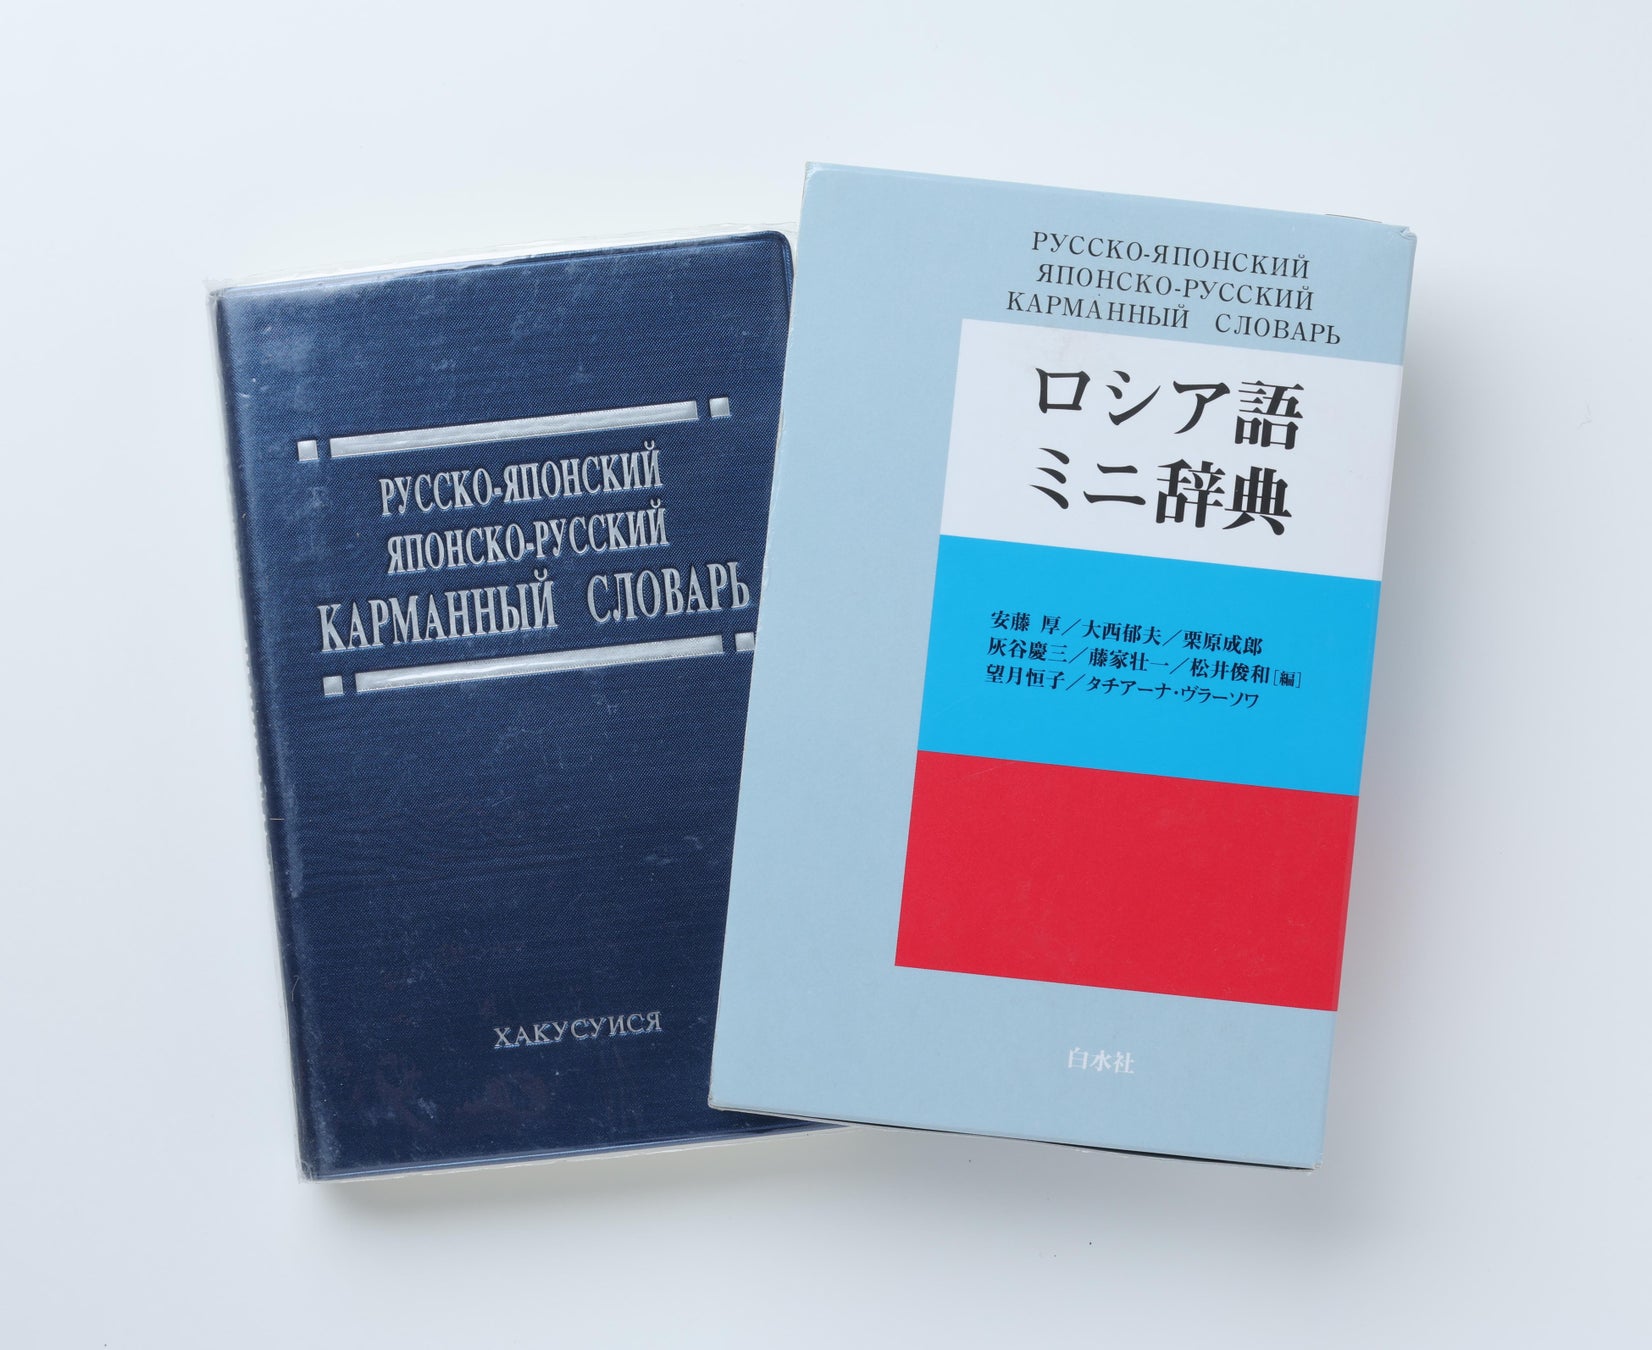 РУССКО-ЯПОНСКИЙ
ЯПОНСКО-РУССКИЙ
КАРМАННЫЙ СЛОВАРЬ
ХАКУСУИСЯ
РУССКО-ЯПОНСКИЙ
ЯПОНСКО-РУССКИЙ
КАРМАННЫЙ СЛОВАРЬ
ロシア語
ミニ辞典
安藤 厚／大西郁夫／栗原成郎
灰谷慶三／藤家壮一／松井俊和［編］
望月恒子／タチアーナ・ヴラーソワ
白水社